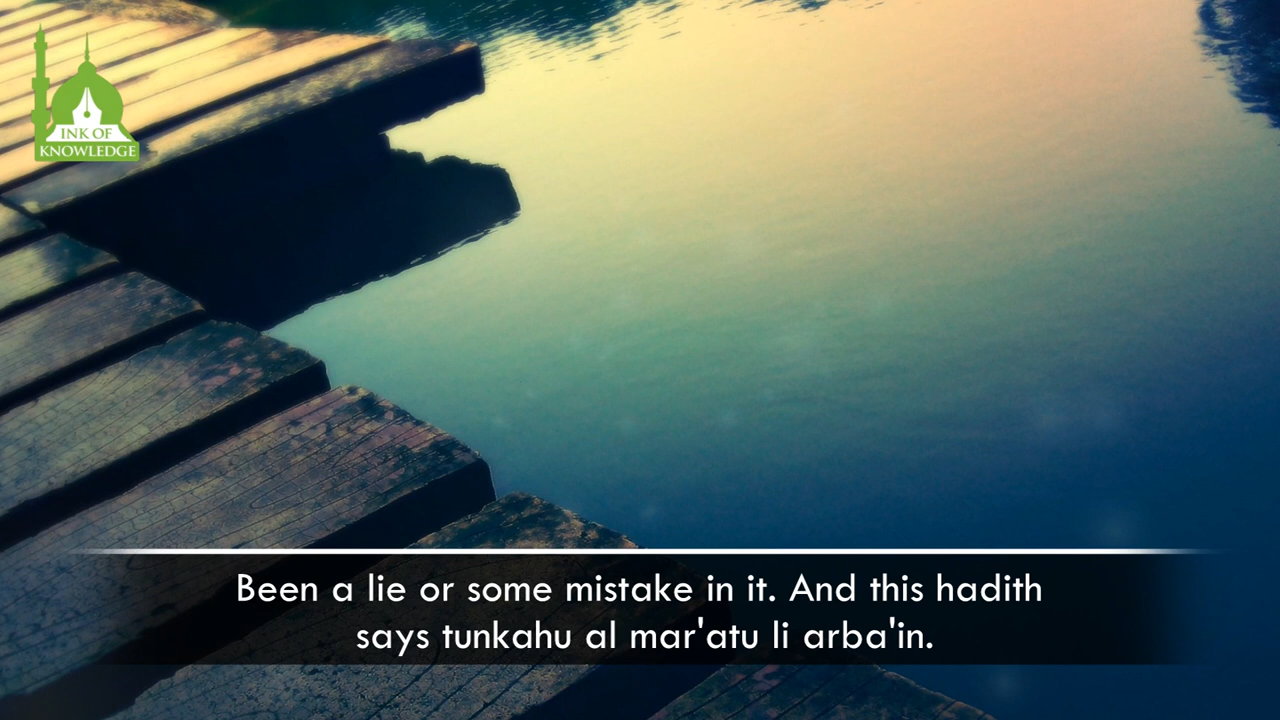 INK OF
KNOWLEDGE
Been a lie or some mistake in it. And this hadith
says tunkahu al mar'atu li arba'in.